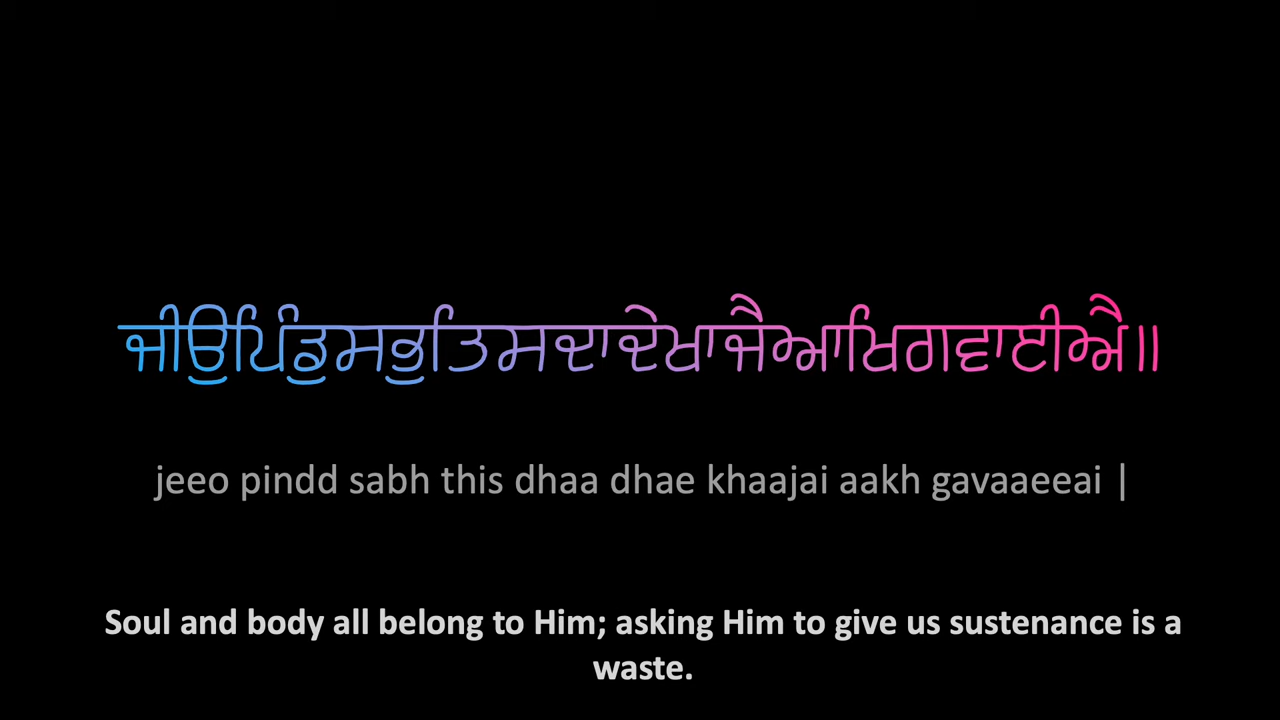 ਜੀਉਪਿੰਡੁਸਭੁਤਿਸਦਾਦੇਖਾਜੈਆਖਿਗਵਾਈਐ॥
jeeo pindd sabh this dhaa dhae khaajai aakh gavaaeeai |
Soul and body all belong to Him; asking Him to give us sustenance is a
waste.